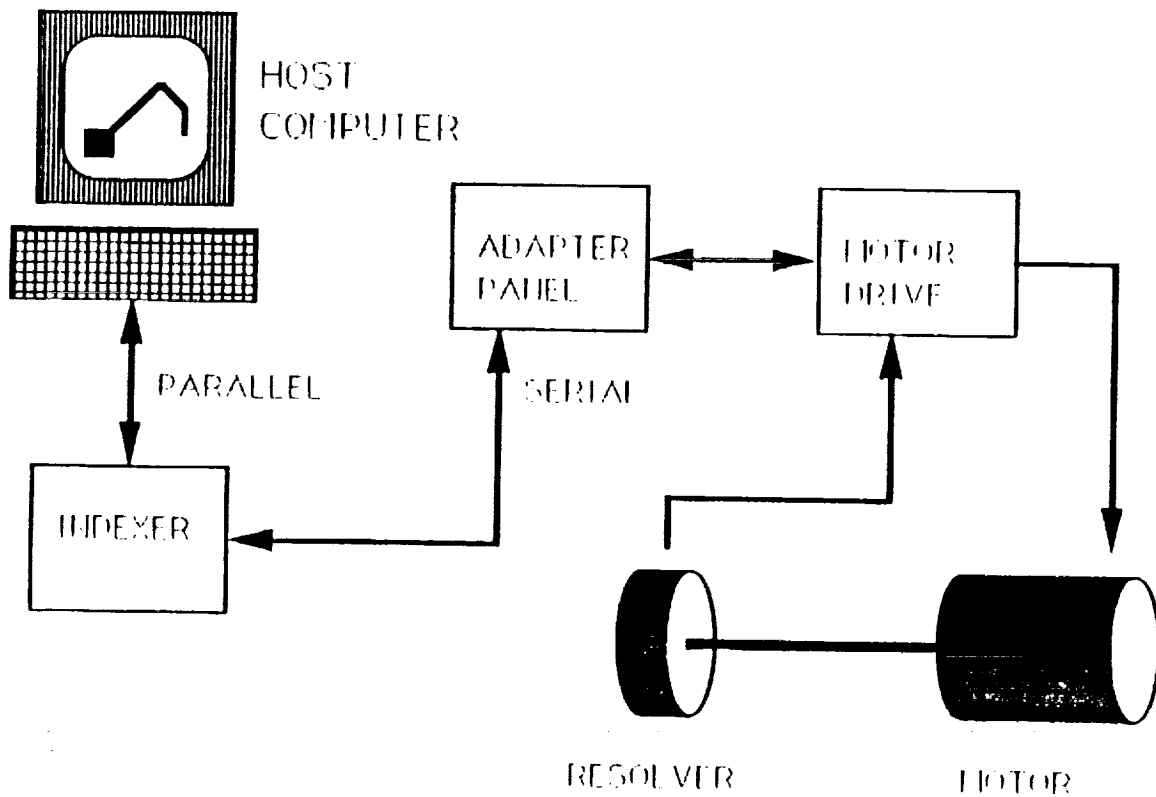 HOST
COMPUTER
ADAPTER
PANEL
MOTOR
DRIVE
PARALLEL
SERIAL
INDEXER
RESOLVER
MOTOR